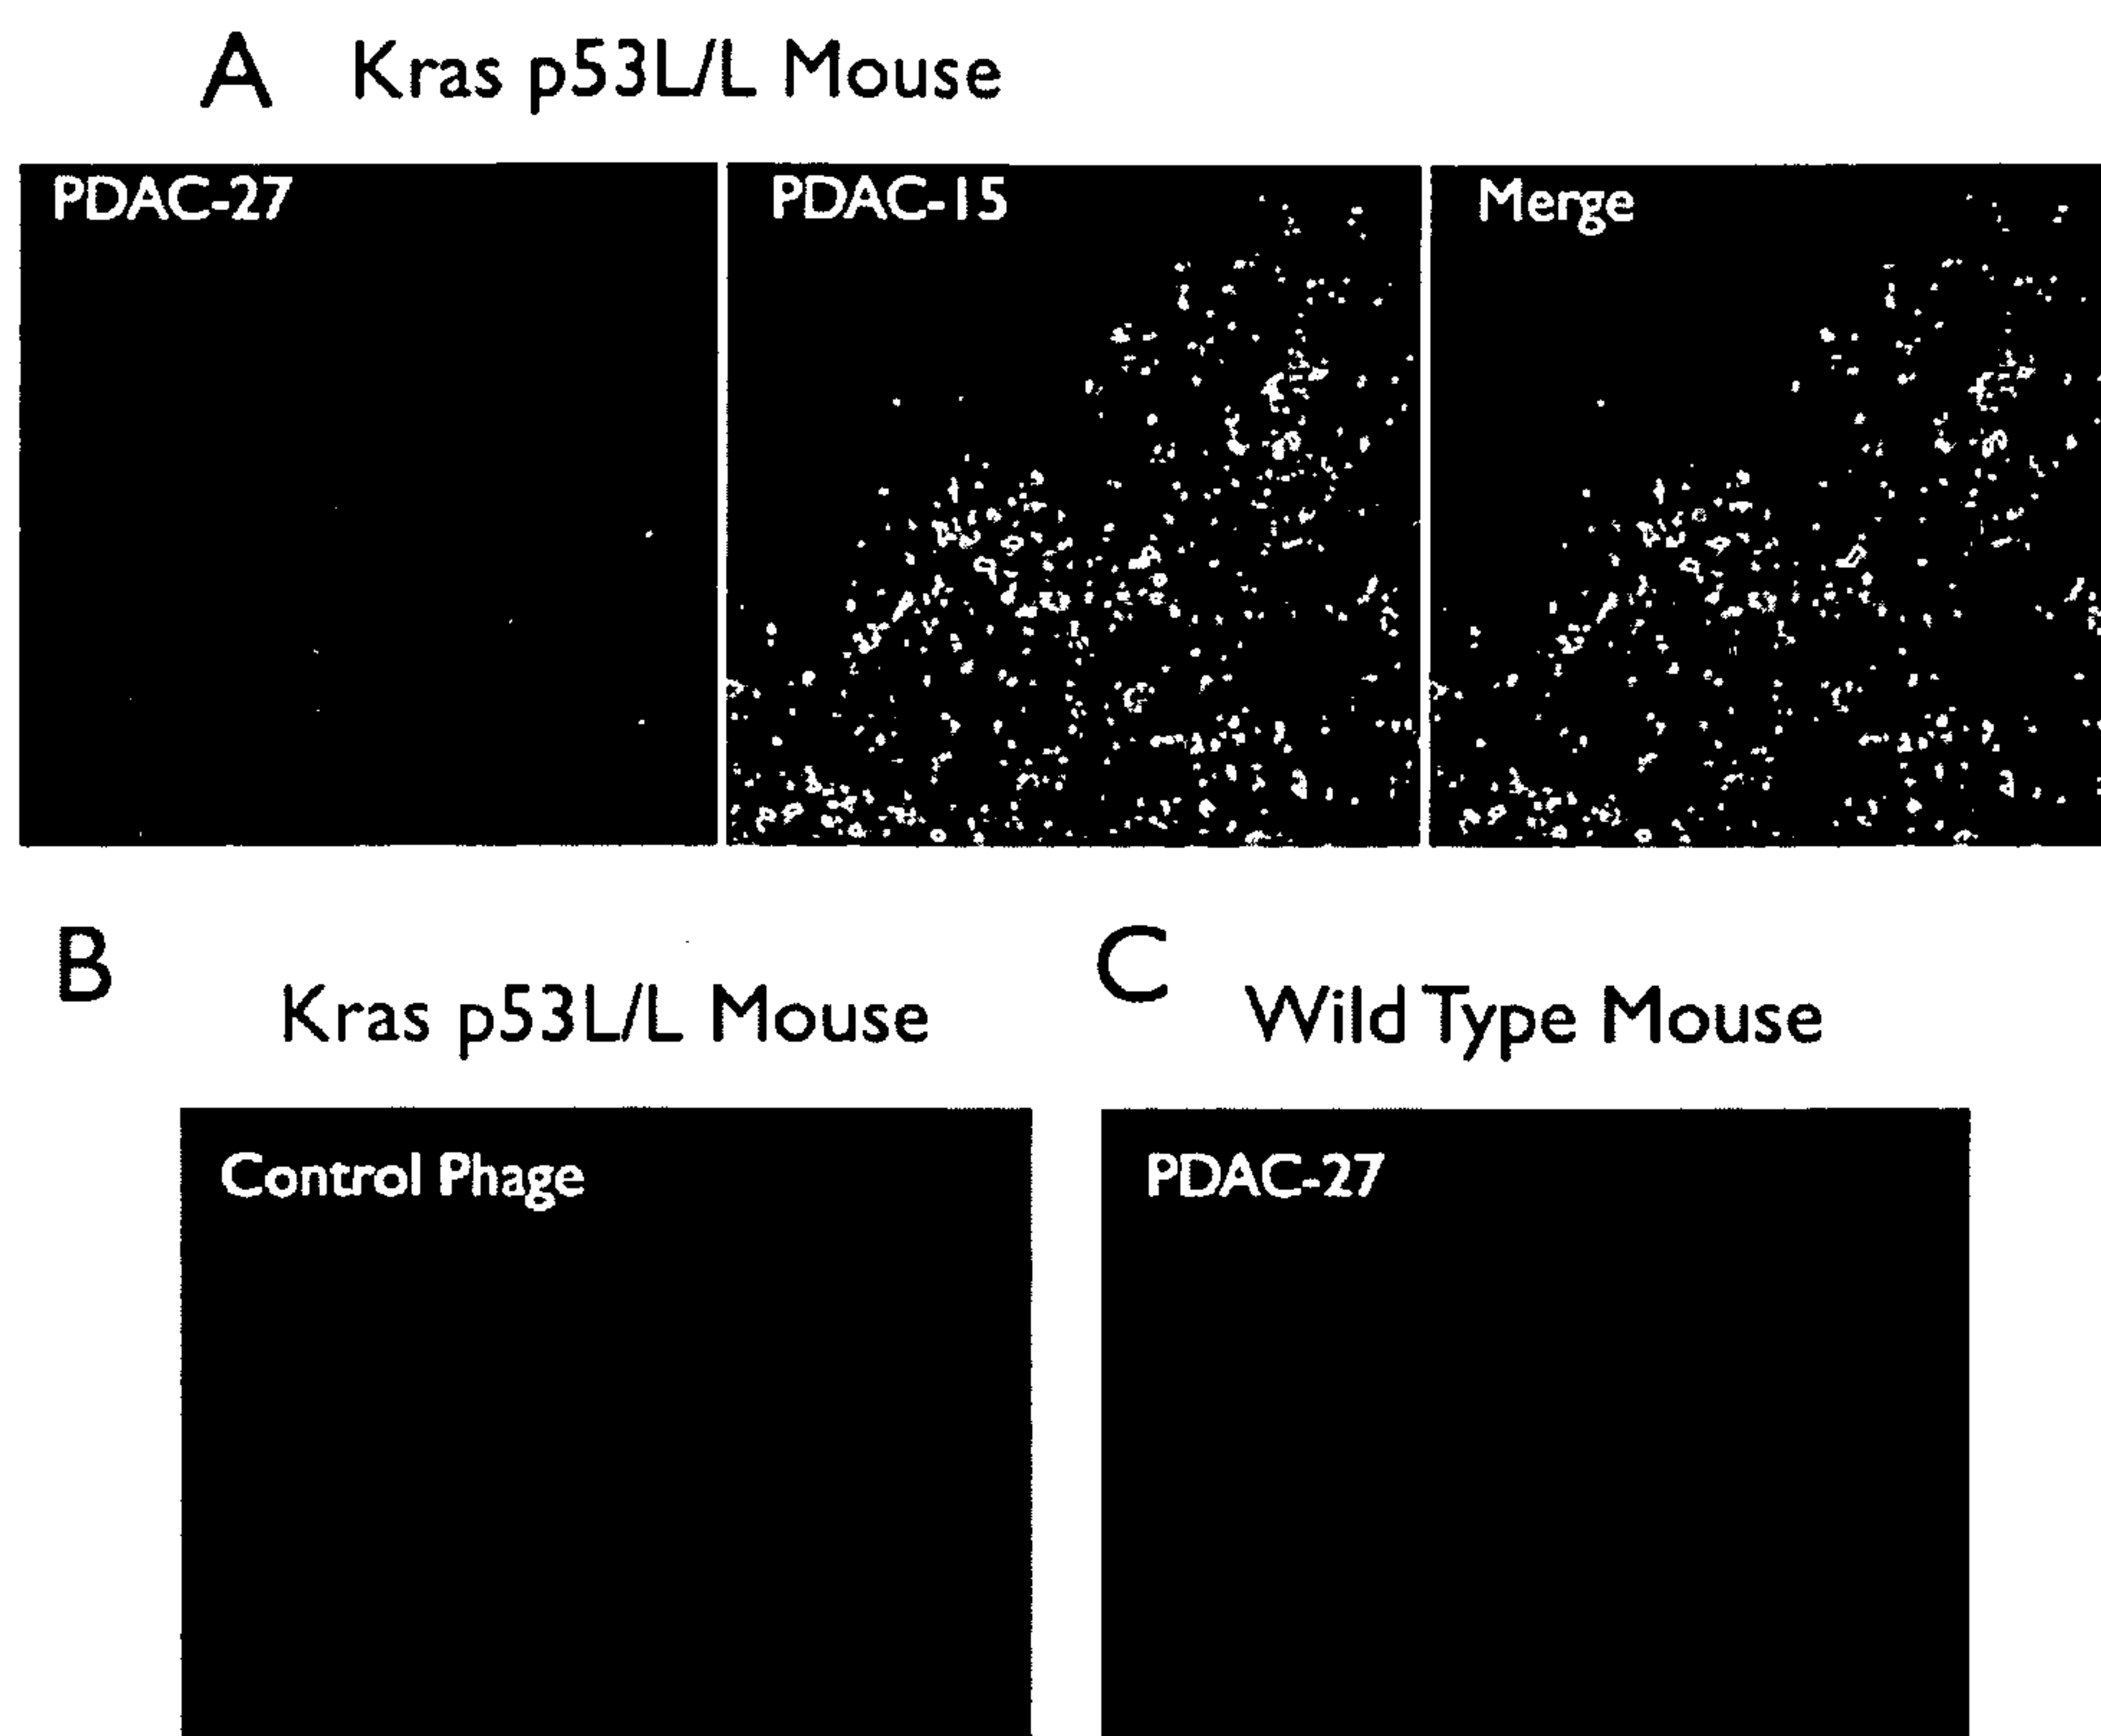 A Kras p53L/L Mouse
PDAC-27 PDAC-15 Merge
B C
Kras p53L/L Mouse Wild Type Mouse
Control Phage PDAC-27